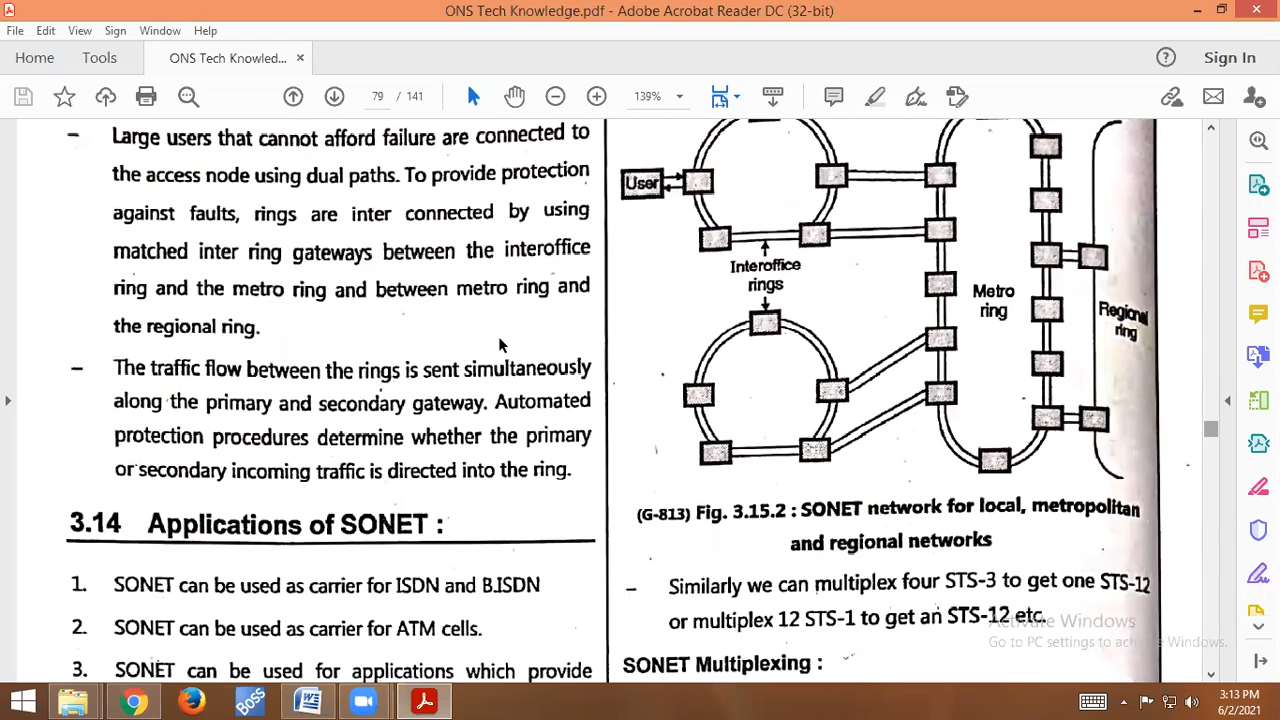 ONS Tech Knowledge.pdf - Adobe Acrobat Reader DC (32-bit)
File Edit View Sign Window Help
Home Tools ONS Tech Knowled... × Sign In
79 / 141 139%
– Large users that cannot afford failure are connected to
the access node using dual paths. To provide protection
against faults, rings are inter connected by using
matched inter ring gateways between the interoffice
ring and the metro ring and between metro ring and
the regional ring.
– The traffic flow between the rings is sent simultaneously
along the primary and secondary gateway. Automated
protection procedures determine whether the primary
or secondary incoming traffic is directed into the ring.
3.14 Applications of SONET :
1. SONET can be used as carrier for ISDN and B.ISDN
2. SONET can be used as carrier for ATM cells.
3. SONET can be used for applications which provide
User
Interoffice
rings
Metro
ring
Regional
ring
(G-813) Fig. 3.15.2 : SONET network for local, metropolitan
and regional networks
– Similarly we can multiplex four STS-3 to get one STS-12
or multiplex 12 STS-1 to get an STS-12 etc.
SONET Multiplexing :
Activate Windows
Go to PC settings to activate Windows.
BOSS
3:13 PM
6/2/2021